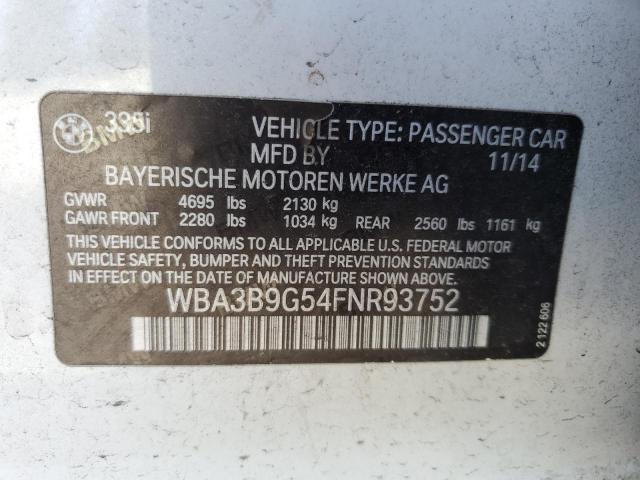 335i
VEHICLE TYPE: PASSENGER CAR
MFD BY 11/14
BAYERISCHE MOTOREN WERKE AG
GVWR 4695 lbs 2130 kg
GAWR FRONT 2280 lbs 1034 kg REAR 2560 lbs 1161 kg
THIS VEHICLE CONFORMS TO ALL APPLICABLE U.S. FEDERAL MOTOR
VEHICLE SAFETY, BUMPER AND THEFT PREVENTION STANDARDS
IN EFFECT ON THE DATE OF MANUFACTURE SHOWN ABOVE.
WBA3B9G54FNR93752
2 122 606